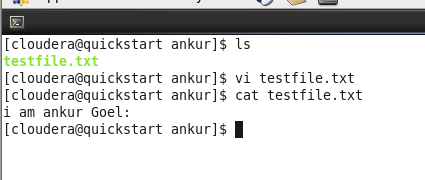 [cloudera@quickstart ankur]$ ls
testfile.txt
[cloudera@quickstart ankur]$ vi testfile.txt
[cloudera@quickstart ankur]$ cat testfile.txt
i am ankur Goel:
[cloudera@quickstart ankur]$